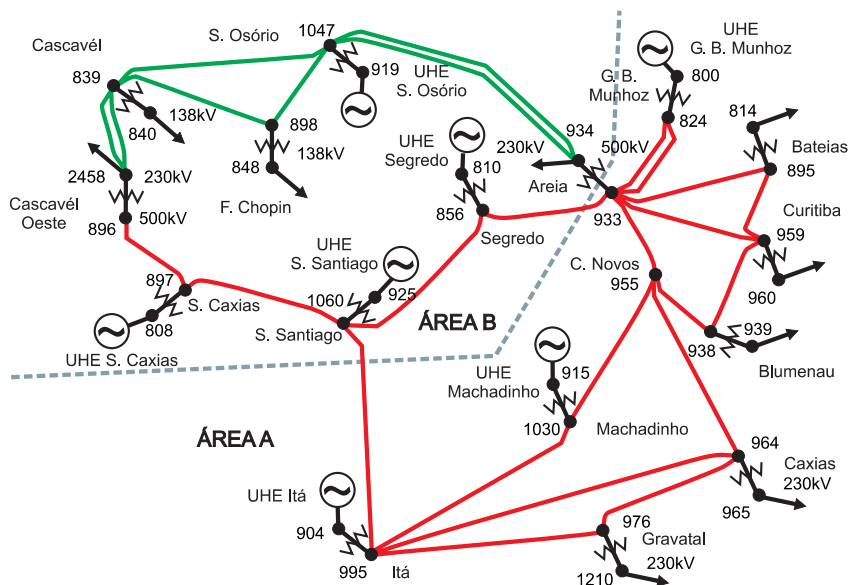 1047
S. Osório
Cascavél
839
919
UHE
S. Osório
138kV
840
898
848
138kV
F. Chopin
2458
230kV
Cascavél
Oeste
896
500kV
UHE
G. B. Munhoz
800
G. B.
Munhoz
824
814
Bateias
895
934
230kV
500kV
Areia
933
UHE
Segredo
810
856
Segredo
Curitiba
959
960
C. Novos
955
UHE
S. Santiago
897
1060
925
S. Caxias
808
UHE S. Caxias
S. Santiago
ÁREA B
938
939
Blumenau
UHE
Machadinho
915
1030
Machadinho
ÁREA A
964
Caxias
230kV
965
UHE Itá
904
995
Itá
976
Gravatal
230kV
1210